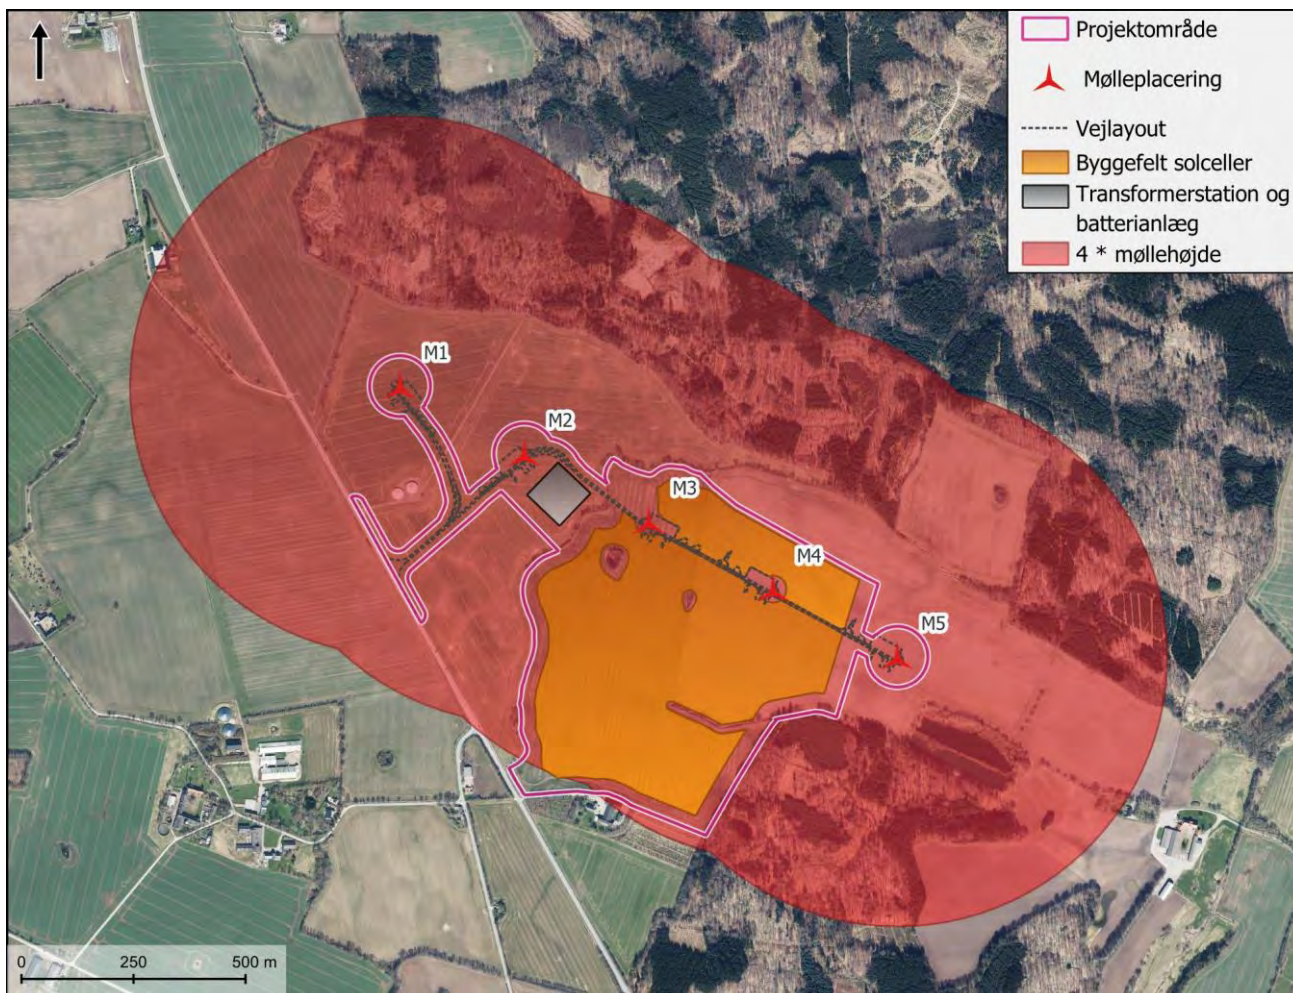 Projektområde
Mølleplacering
Vejlayout
Byggefelt solceller
Transformerstation og
batterianlæg
4 * møllehøjde
M1
M2
M3
M4
M5
0 250 500 m